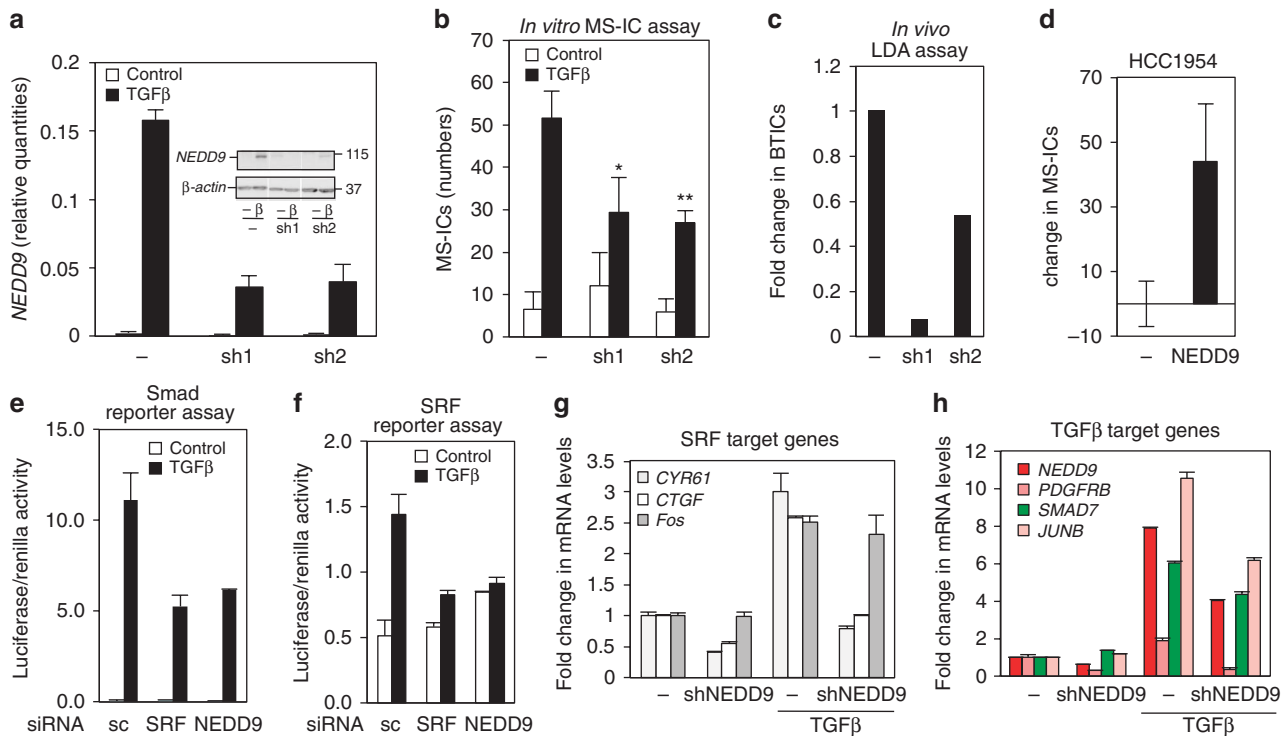 a
NEDD9 (relative quantities)
0.2
0.15
0.1
0.05
0
Control
TGFβ
NEDD9
115
β-actin
37
– β – β – β
– sh1 sh2
– sh1 sh2
b
In vitro MS-IC assay
MS-ICs (numbers)
70
60
50
40
30
20
10
0
Control
TGFβ
*
**
– sh1 sh2
c
In vivo
LDA assay
Fold change in BTICs
1.2
1
0.8
0.6
0.4
0.2
0
– sh1 sh2
d
HCC1954
change in MS-ICs
70
50
30
10
–10
– NEDD9
e
Smad
reporter assay
Luciferase/renilla activity
15.0
10.0
5.0
0.0
Control
TGFβ
siRNA sc SRF NEDD9
f
SRF
reporter assay
Luciferase/renilla activity
2.0
1.5
1.0
0.5
0.0
Control
TGFβ
sc SRF NEDD9
g
SRF target genes
Fold change in mRNA levels
3.5
3
2.5
2
1.5
1
0.5
0
CYR61
CTGF
Fos
– shNEDD9 – shNEDD9
TGFβ
h
TGFβ target genes
Fold change in mRNA levels
12
10
8
6
4
2
0
NEDD9
PDGFRB
SMAD7
JUNB
– shNEDD9 – shNEDD9
TGFβ